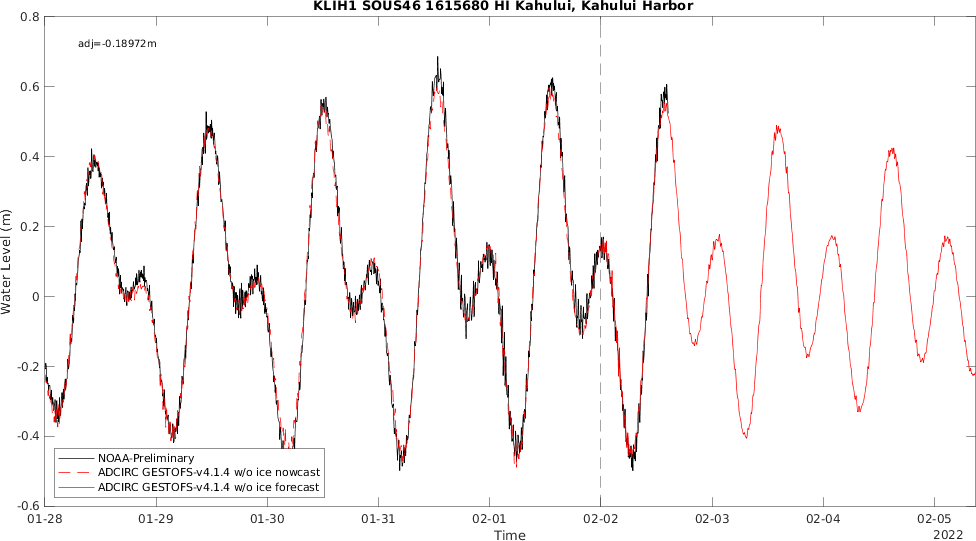 KLIH1 SOUS46 1615680 HI Kahului, Kahului Harbor
adj=-0.18972m
Water Level (m)
0.8
0.6
0.4
0.2
0
-0.2
-0.4
-0.6
NOAA-Preliminary
ADCIRC GESTOFS-v4.1.4 w/o ice nowcast
ADCIRC GESTOFS-v4.1.4 w/o ice forecast
01-28 01-29 01-30 01-31 02-01 02-02 02-03 02-04 02-05
Time
2022